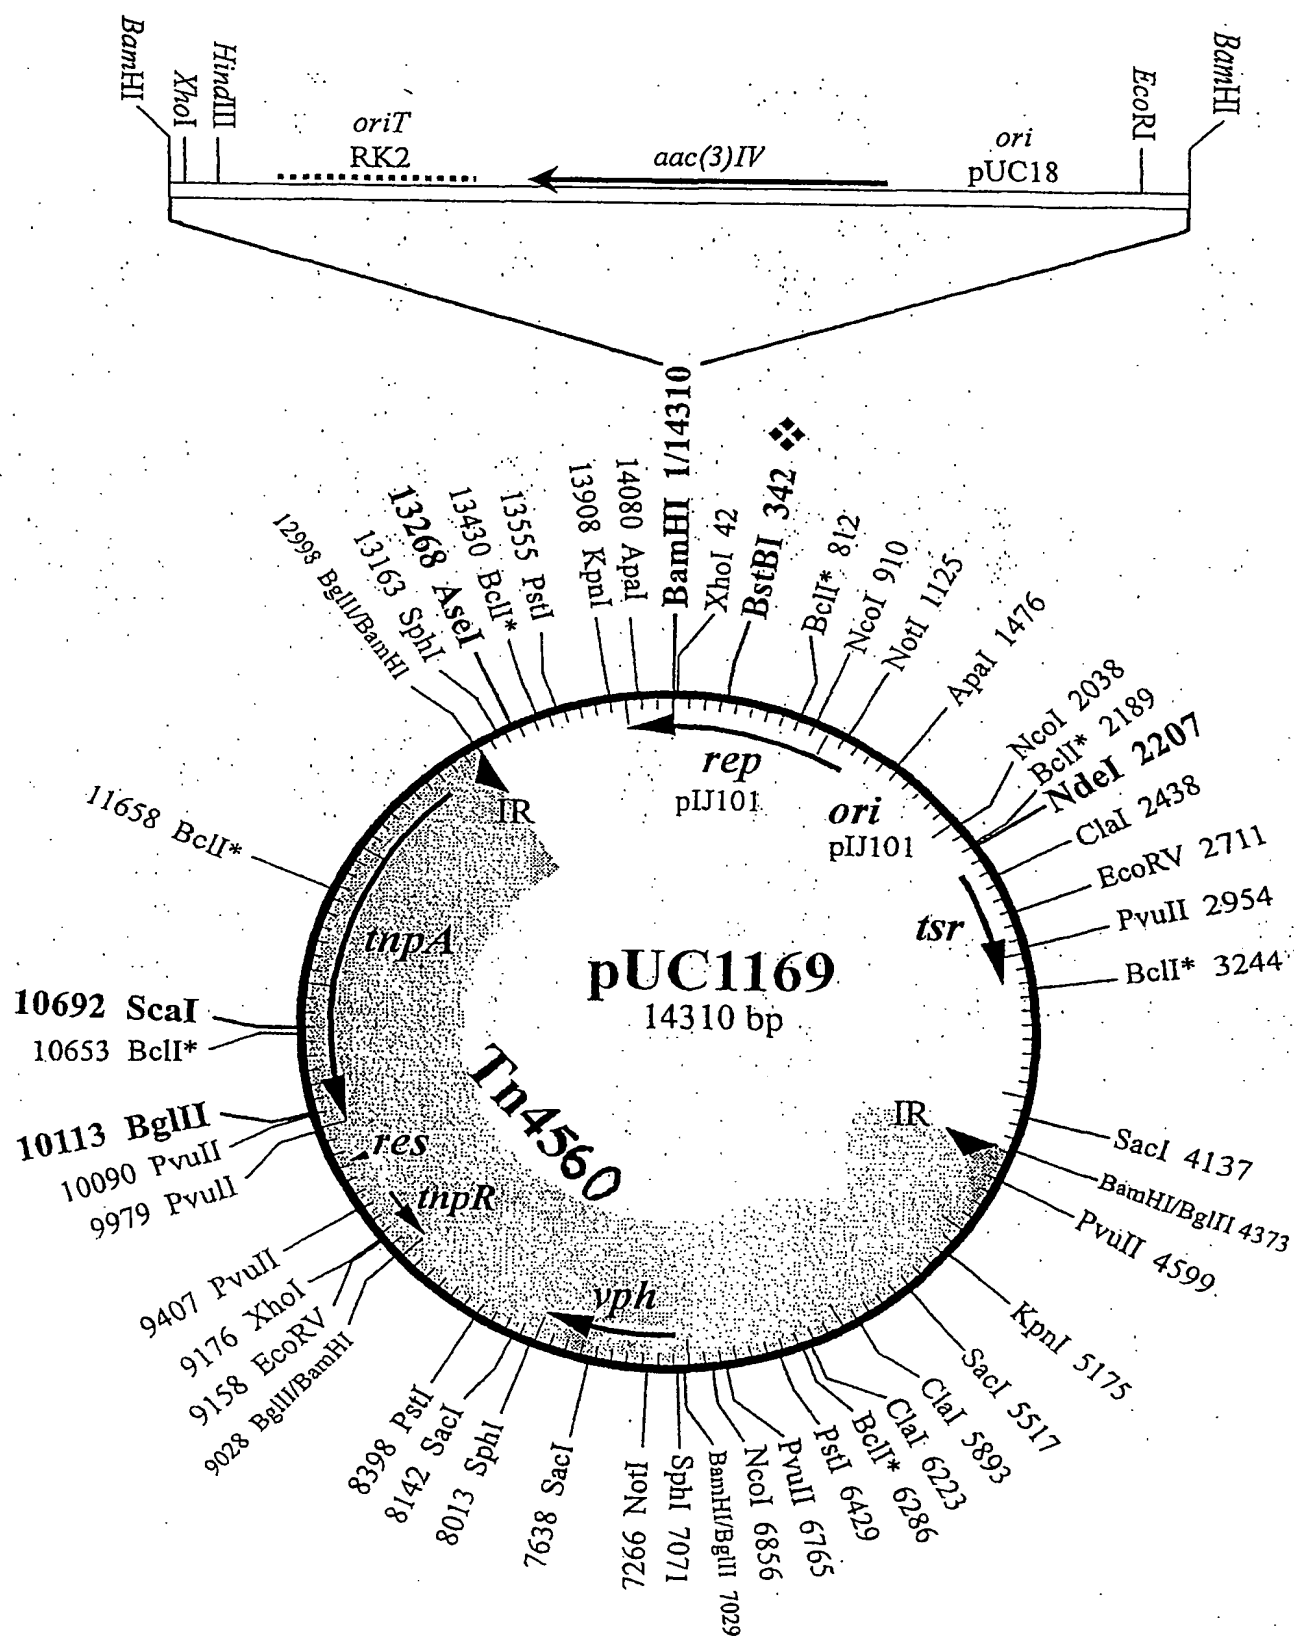 BamHI
XhoI
HindIII
oriT
RK2
aac(3)IV
ori
pUC18
EcoRI
BamHI
BamHI 1/14310
XhoI 42
BstBI 342 ❖
BclI* 812
NcoI 910
NotI 1125
ApaI 1476
NcoI 2038
BclI* 2189
NdeI 2207
ClaI 2438
EcoRV 2711
PvuII 2954
BclI* 3244
SacI 4137
BamHI/BglII 4373
PvuII 4599
KpnI 5175
SacI 5517
ClaI 5893
ClaI 6223
BclI* 6286
PstI 6429
PvuII 6765
NcoI 6856
BamHI/BglII 7029
SphI 7071
7266 NotI
7638 SacI
8013 SphI
8142 SacI
8398 PstI
9028 BglII/BamHI
9158 EcoRV
9176 XhoI
9407 PvuII
9979 PvuII
10090 PvuII
10113 BglII
10653 BclI*
10692 ScaI
11658 BclI*
12998 BglII/BamHI
13163 SphI
13268 AseI
13430 BclI*
13555 PstI
13908 KpnI
14080 ApaI
rep
pIJ101
ori
pIJ101
tsr
IR
tnpA
pUC1169
14310 bp
Tn4560
IR
res
tnpR
vph